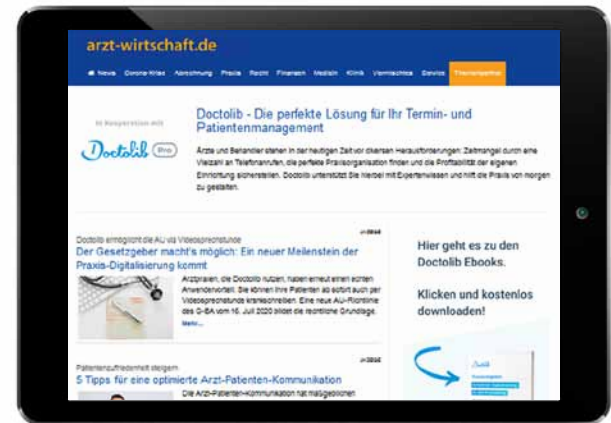 arzt-wirtschaft.de
News Corona-Krise Abrechnung Praxis Recht Finanzen Medizin Klinik Vermischtes Service Themenpartner
In Kooperation mit
Doctolib Pro
Doctolib - Die perfekte Lösung für Ihr Termin- und
Patientenmanagement
Ärzte und Behandler stehen in der heutigen Zeit vor diversen Herausforderungen: Zeitmangel durch eine
Vielzahl an Telefonanrufen, die perfekte Praxisorganisation finden und die Profitabilität der eigenen
Einrichtung sicherstellen. Doctolib unterstützt Sie hierbei mit Expertenwissen und hilft die Praxis von morgen
zu gestalten.
ANZEIGE
Doctolib ermöglicht die AU via Videosprechstunde
Der Gesetzgeber macht's möglich: Ein neuer Meilenstein der
Praxis-Digitalisierung kommt
Arztpraxen, die Doctolib nutzen, haben erneut einen echten
Anwendervorteil. Sie können ihre Patienten ab sofort auch per
Videosprechstunde krankschreiben. Eine neue AU-Richtlinie
des G-BA vom 16. Juli 2020 bildet die rechtliche Grundlage.
Mehr...
ANZEIGE
Patientenzufriedenheit steigern
5 Tipps für eine optimierte Arzt-Patienten-Kommunikation
Die Arzt-Patienten-Kommunikation hat maßgeblichen
Hier geht es zu den
Doctolib Ebooks.
Klicken und kostenlos
downloaden!
Doctolib